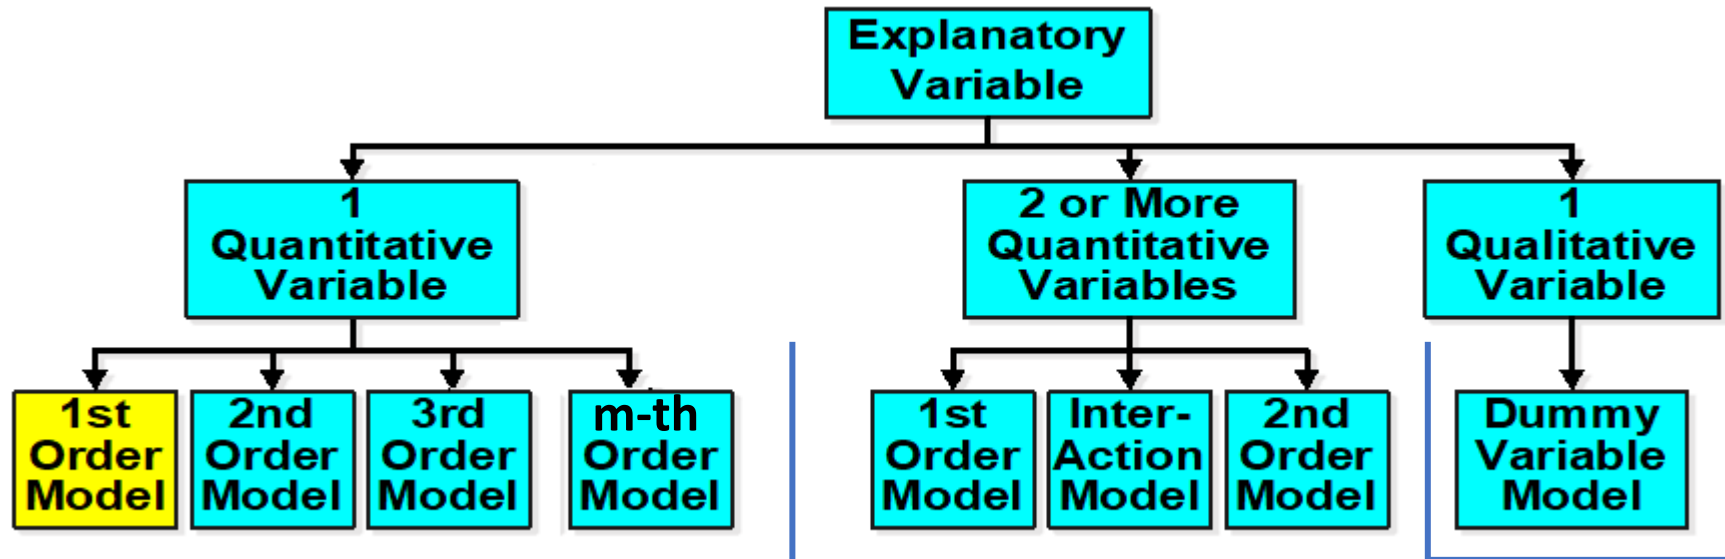 Explanatory
Variable
1
Quantitative
Variable
2 or More
Quantitative
Variables
1
Qualitative
Variable
1st
Order
Model
2nd
Order
Model
3rd
Order
Model
m-th
Order
Model
1st
Order
Model
Inter-
Action
Model
2nd
Order
Model
Dummy
Variable
Model